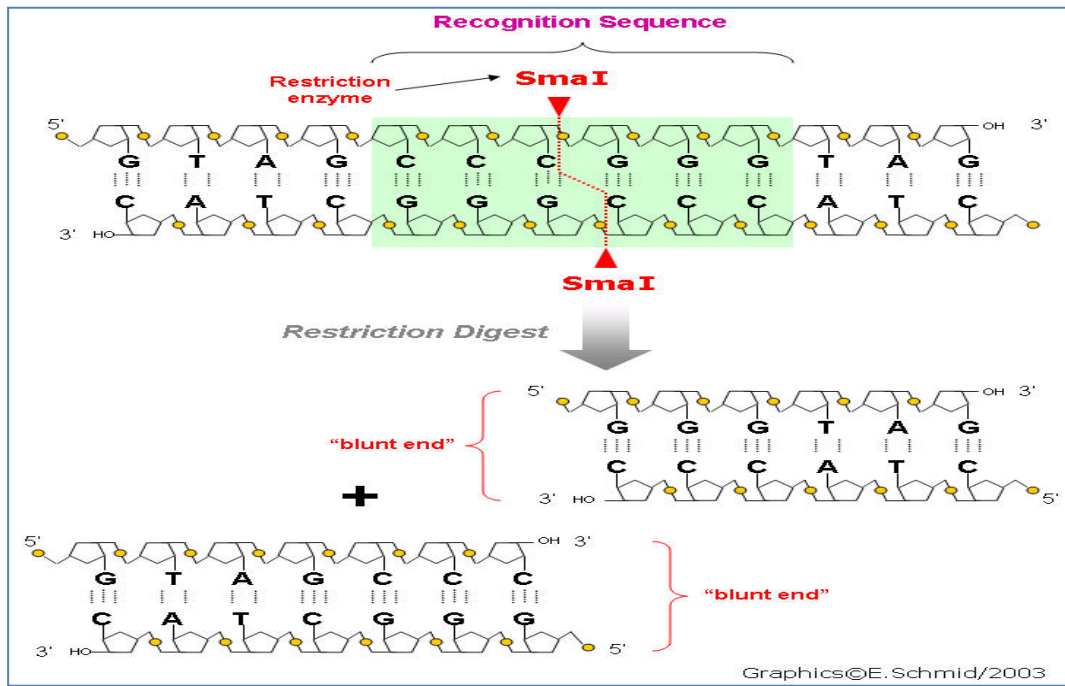 Recognition Sequence
Restriction
enzyme
SmaI
5'
OH 3'
G T A G C C C G G G T A G
C A T C G G G C C C A T C
3' HO
SmaI
Restriction Digest
5'
OH 3'
"blunt end"
G G G T A G
C C C A T C
3' HO
5'
+
5'
OH 3'
G T A G C C C
"blunt end"
C A T C G G G
3' HO
5'
Graphics©E.Schmid/2003